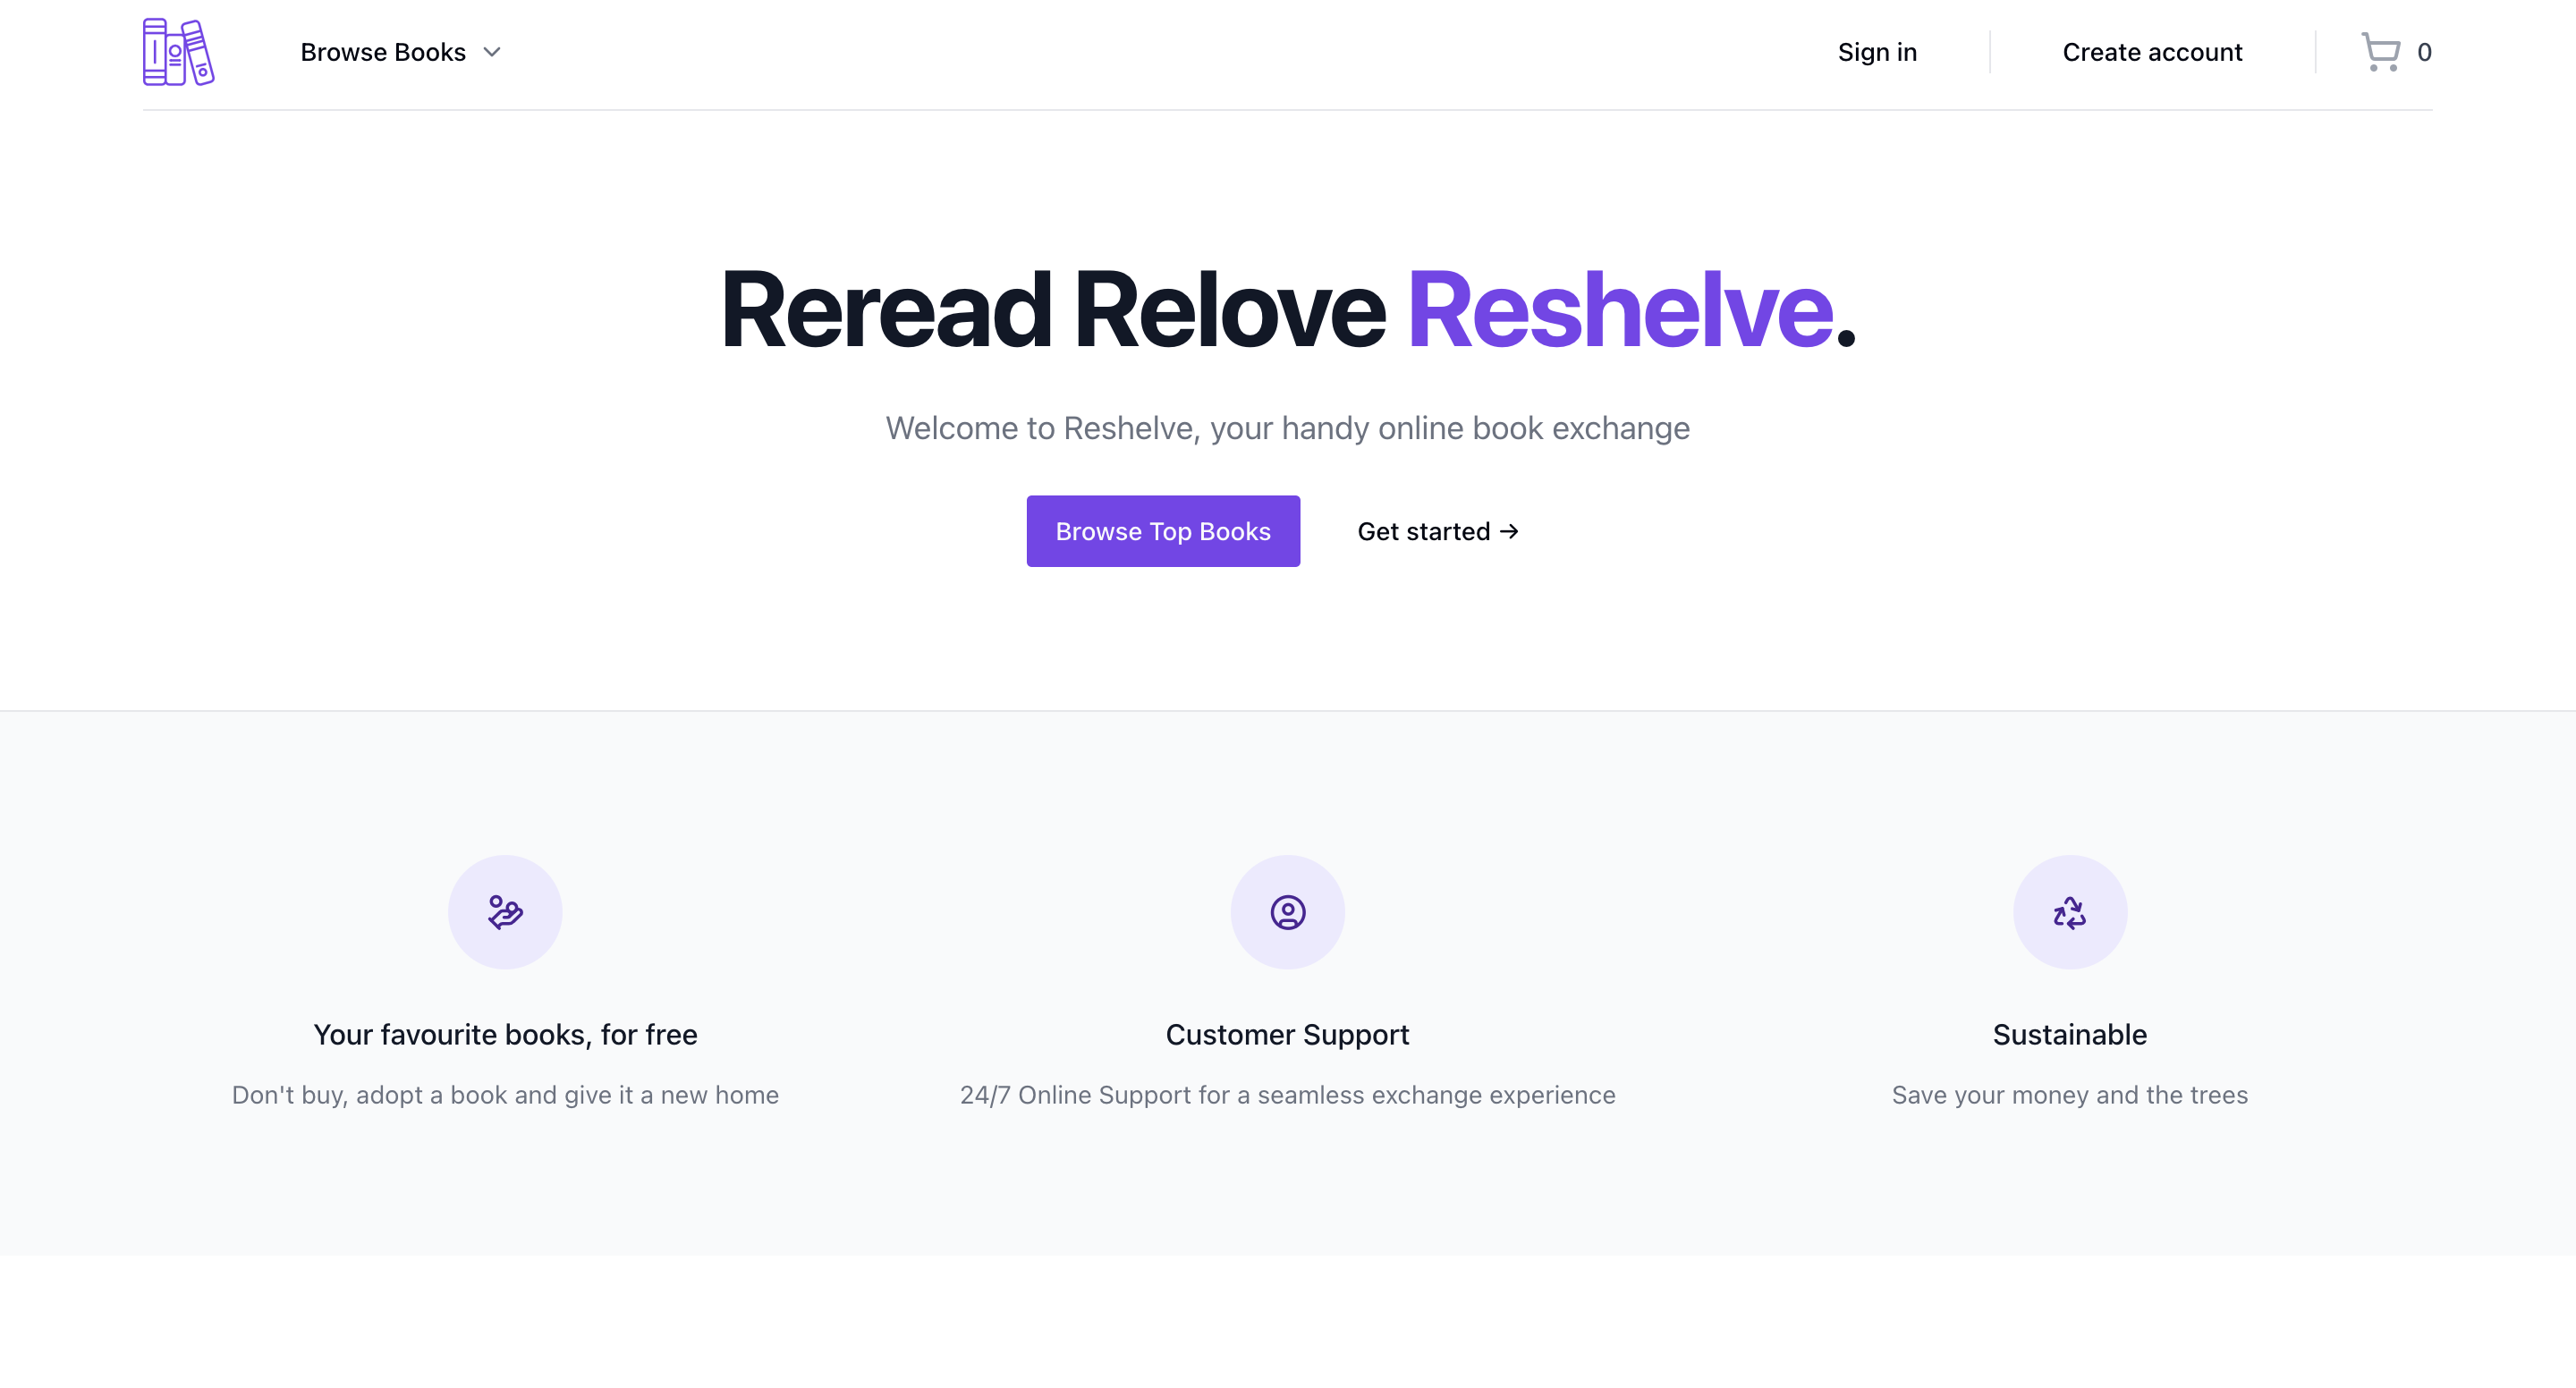 Browse Books
Sign in
Create account
0
Reread Relove Reshelve.
Welcome to Reshelve, your handy online book exchange
Browse Top Books
Get started →
Your favourite books, for free
Don't buy, adopt a book and give it a new home
Customer Support
24/7 Online Support for a seamless exchange experience
Sustainable
Save your money and the trees